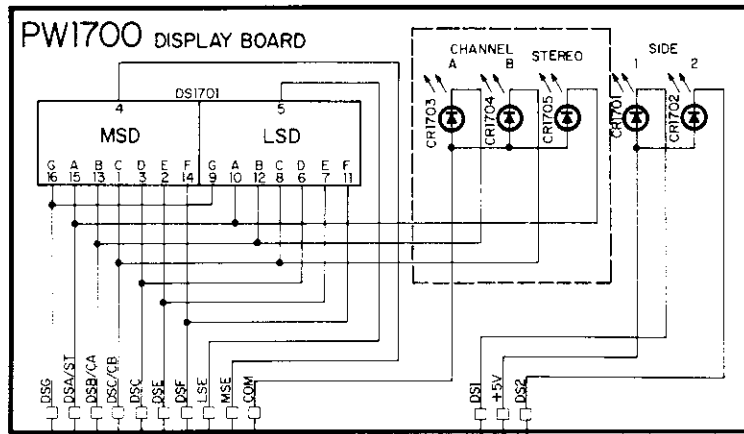 PW1700 DISPLAY BOARD
CHANNEL STEREO SIDE
A B 1 2
DS1701
4 5
MSD LSD
CR1703 CR1704 CR1705 CR1701 CR1702
G A B C D E F G A B C D E F
16 15 13 1 3 2 14 9 10 12 8 6 7 11
DSG DSA/ST DSB/CA DSC/CB DSC DSE DSF LSE MSE COM DS1 +5V DS2